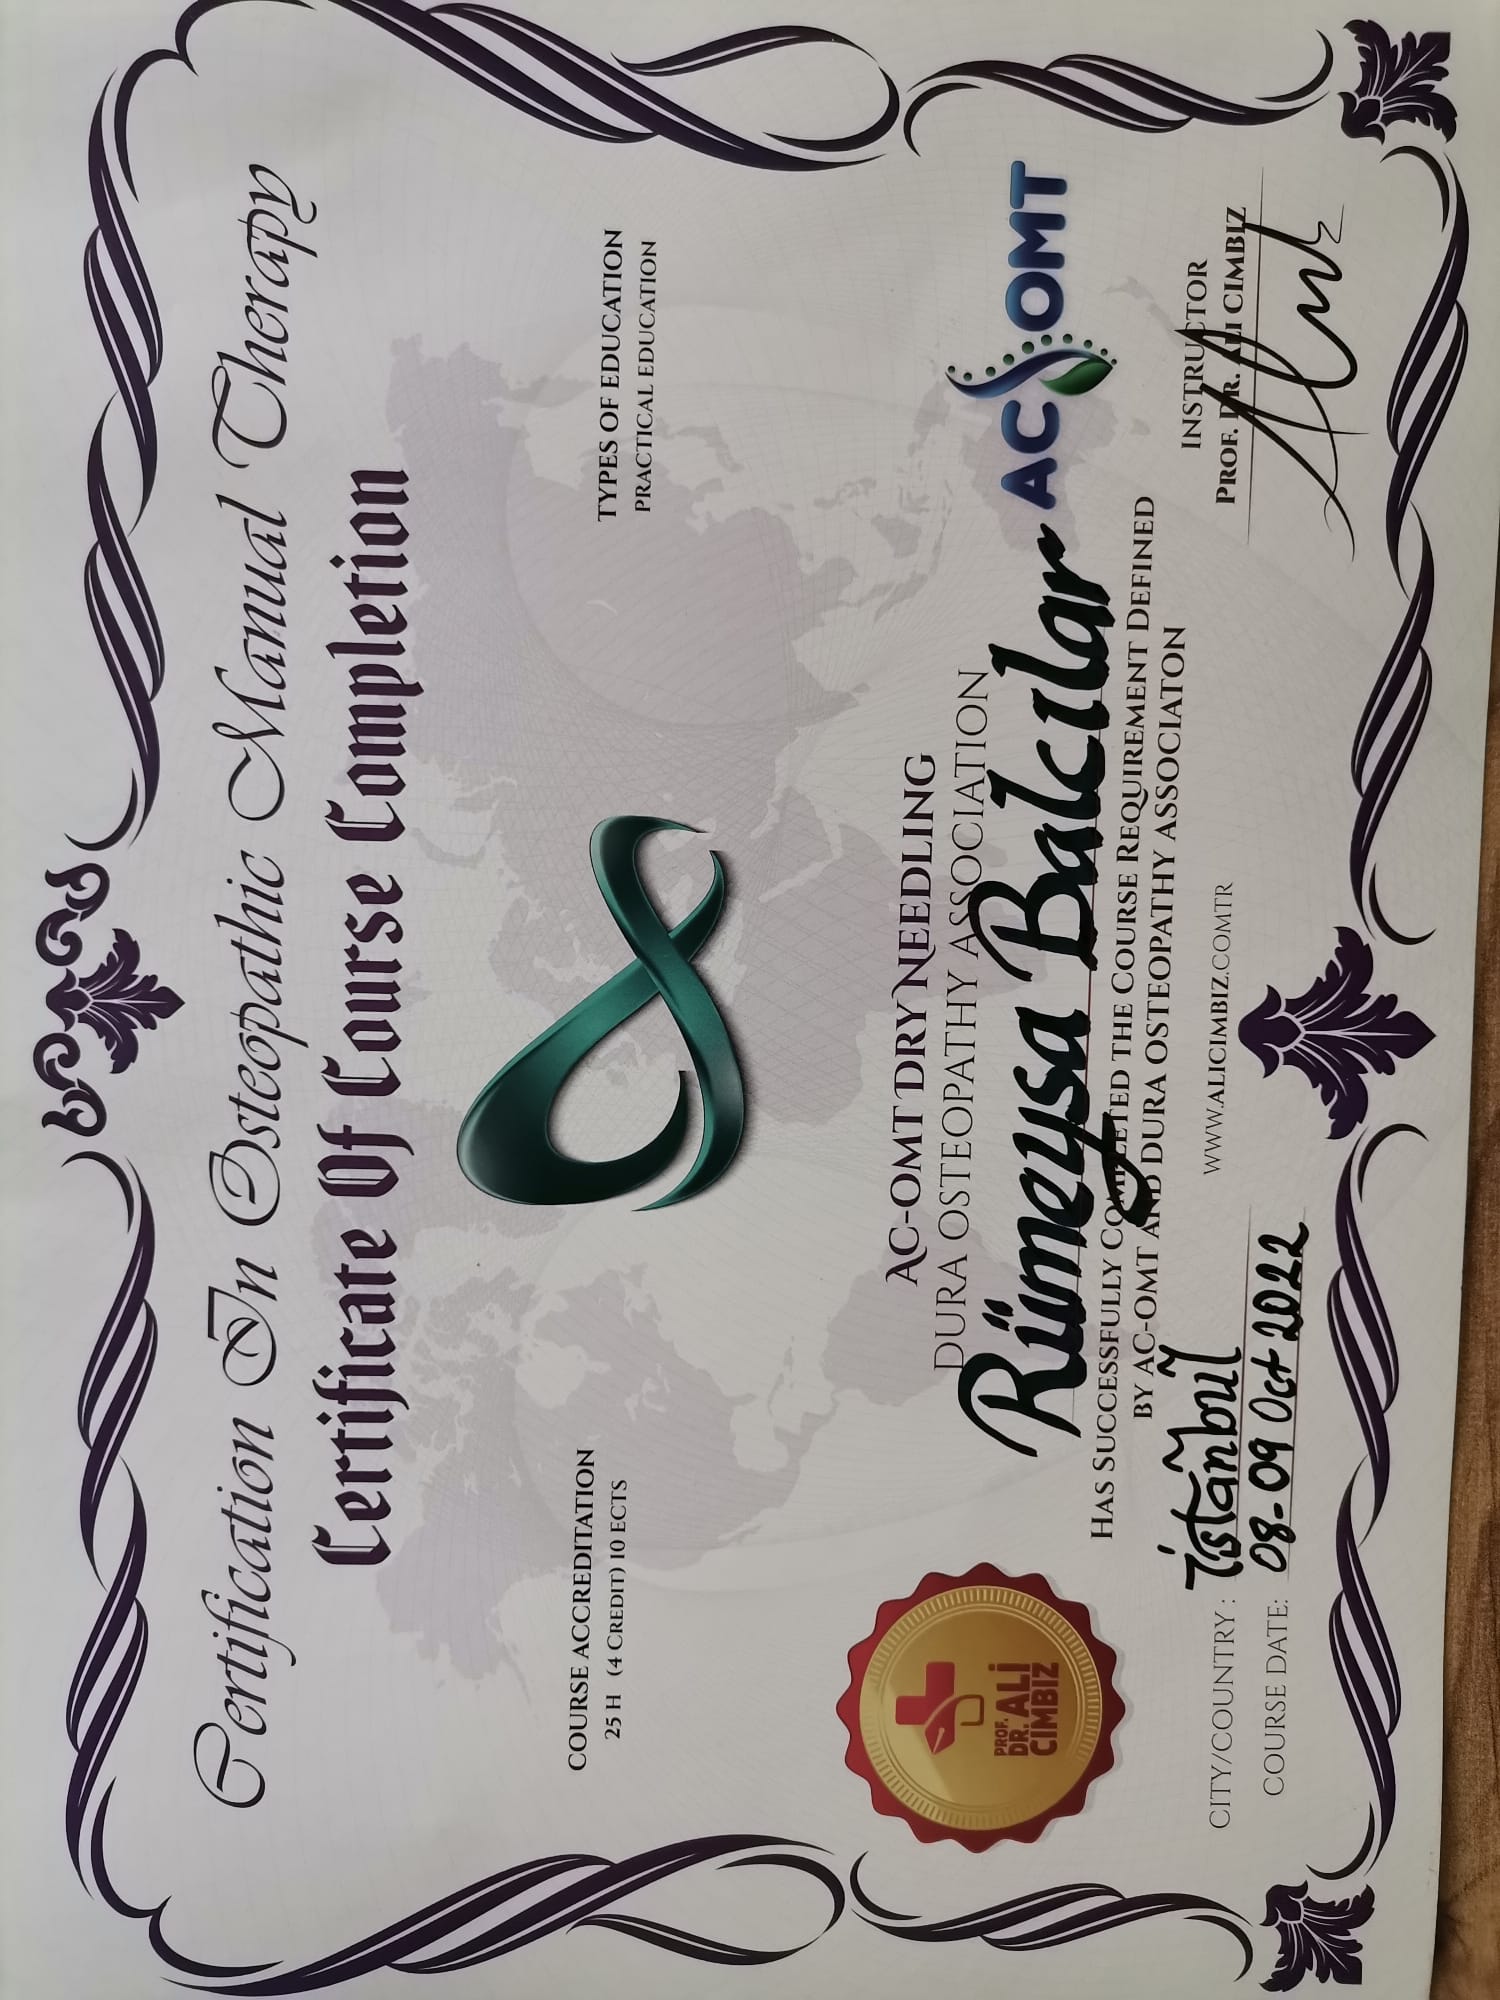 Certification In Osteopathic Manual Therapy
Certificate Of Course Completion
COURSE ACCREDITATION
25 H (4 CREDIT) 10 ECTS
TYPES OF EDUCATION
PRACTICAL EDUCATION
AC-OMT DRY NEEDLING
DURA OSTEOPATHY ASSOCIATION
Rümeysa Balcılar
HAS SUCCESSFULLY COMPLETED THE COURSE REQUIREMENT DEFINED
BY AC-OMT AND DURA OSTEOPATHY ASSOCIATON
PROF.
DR. ALİ
CIMBIZ
AC OMT
CITY/COUNTRY : İstanbul
COURSE DATE: 08-09 Oct 2022
WWW.ALICIMBIZ.COMTR
INSTRUCTOR
PROF. DR. ALI CIMBIZ